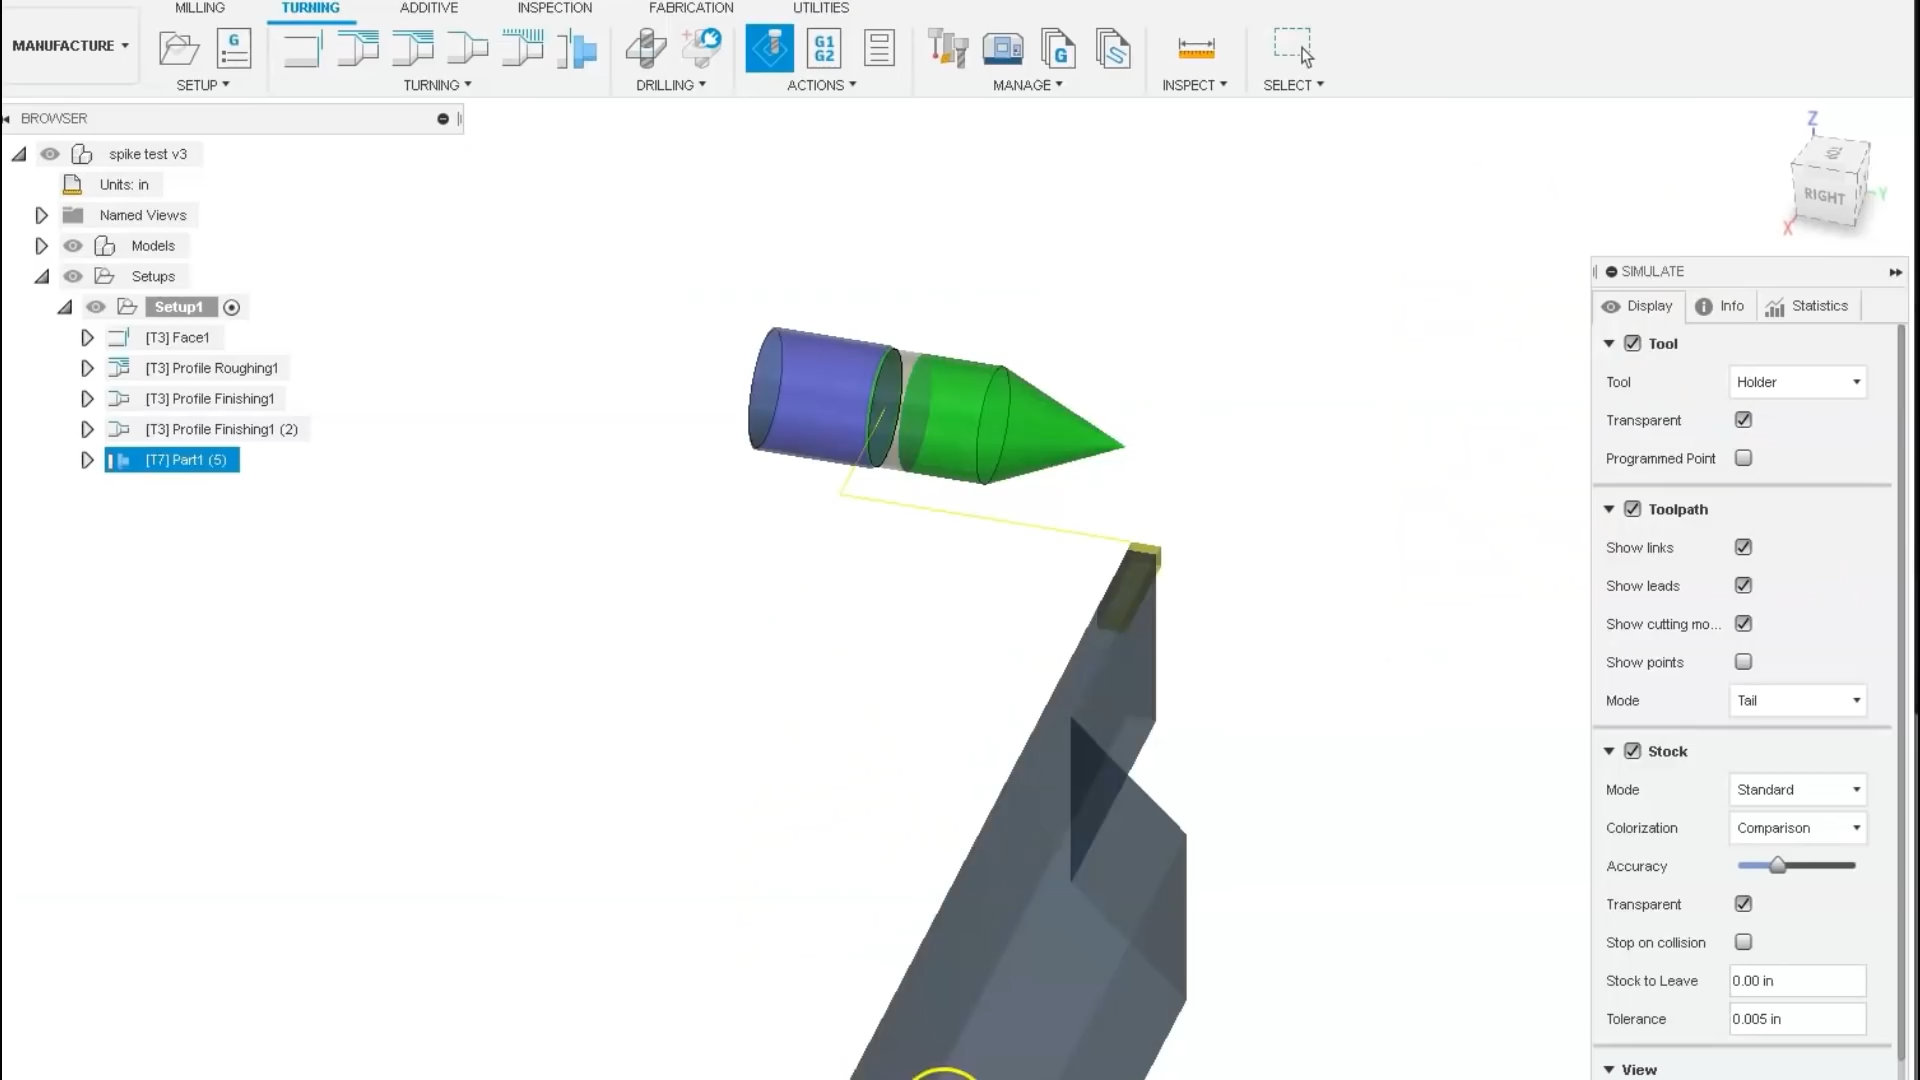 MILLING TURNING ADDITIVE INSPECTION FABRICATION UTILITIES
MANUFACTURE
G
G1
G2
G
SETUP TURNING DRILLING ACTIONS MANAGE INSPECT SELECT
BROWSER
spike test v3
Units: in
Named Views
Models
Setups
Setup1
[T3] Face1
[T3] Profile Roughing1
[T3] Profile Finishing1
[T3] Profile Finishing1 (2)
[T7] Part1 (5)
Z
TOP
RIGHT
Y
X
SIMULATE
Display Info Statistics
Tool
Tool Holder
Transparent
Programmed Point
Toolpath
Show links
Show leads
Show cutting mo...
Show points
Mode Tail
Stock
Mode Standard
Colorization Comparison
Accuracy
Transparent
Stop on collision
Stock to Leave 0.00 in
Tolerance 0.005 in
View